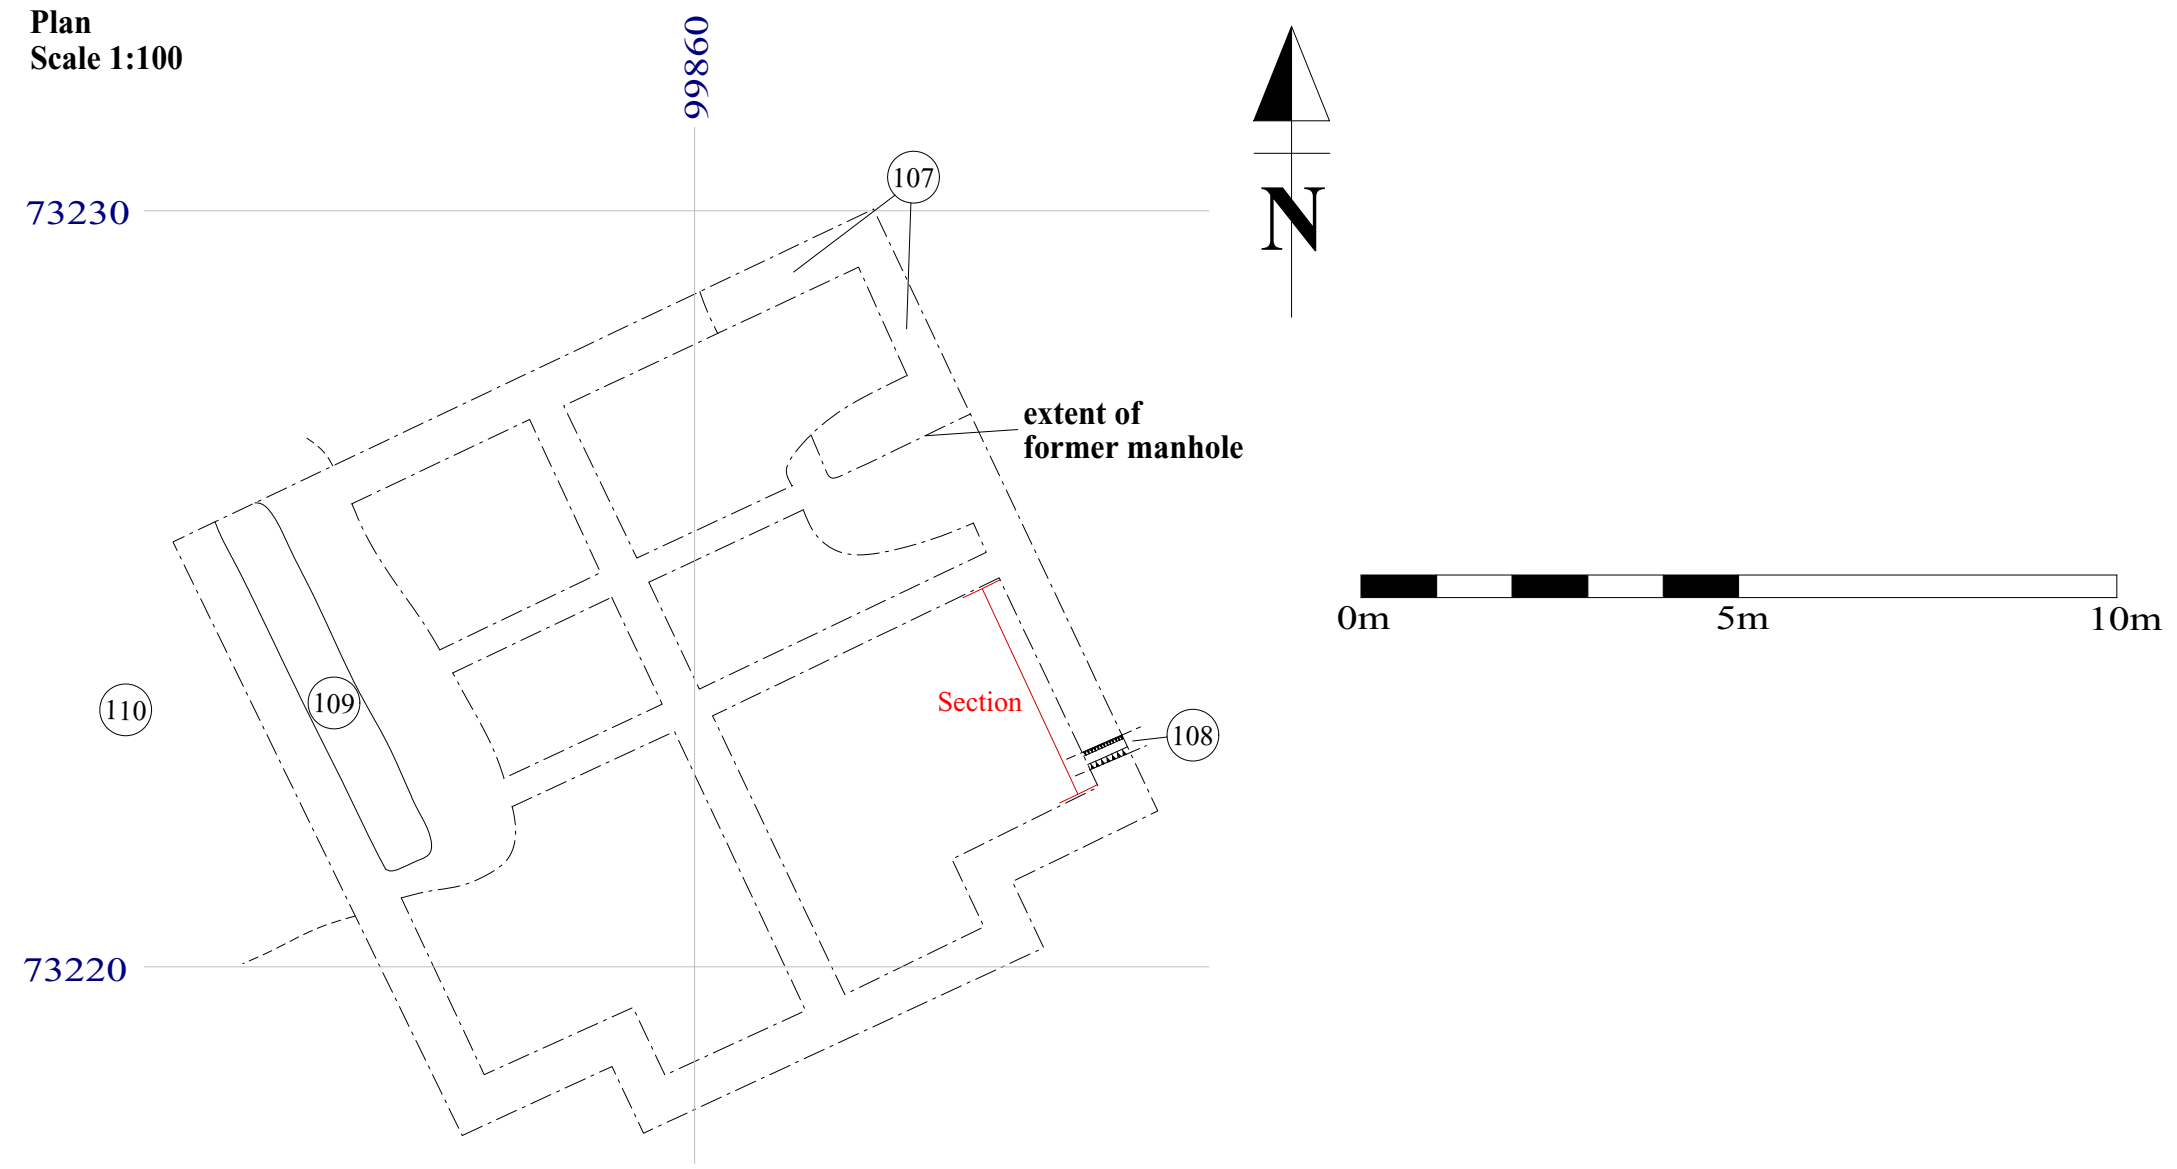 Plan
Scale 1:100
99860
73230
107
N
extent of
former manhole
0m
5m
10m
Section
109
110
108
73220